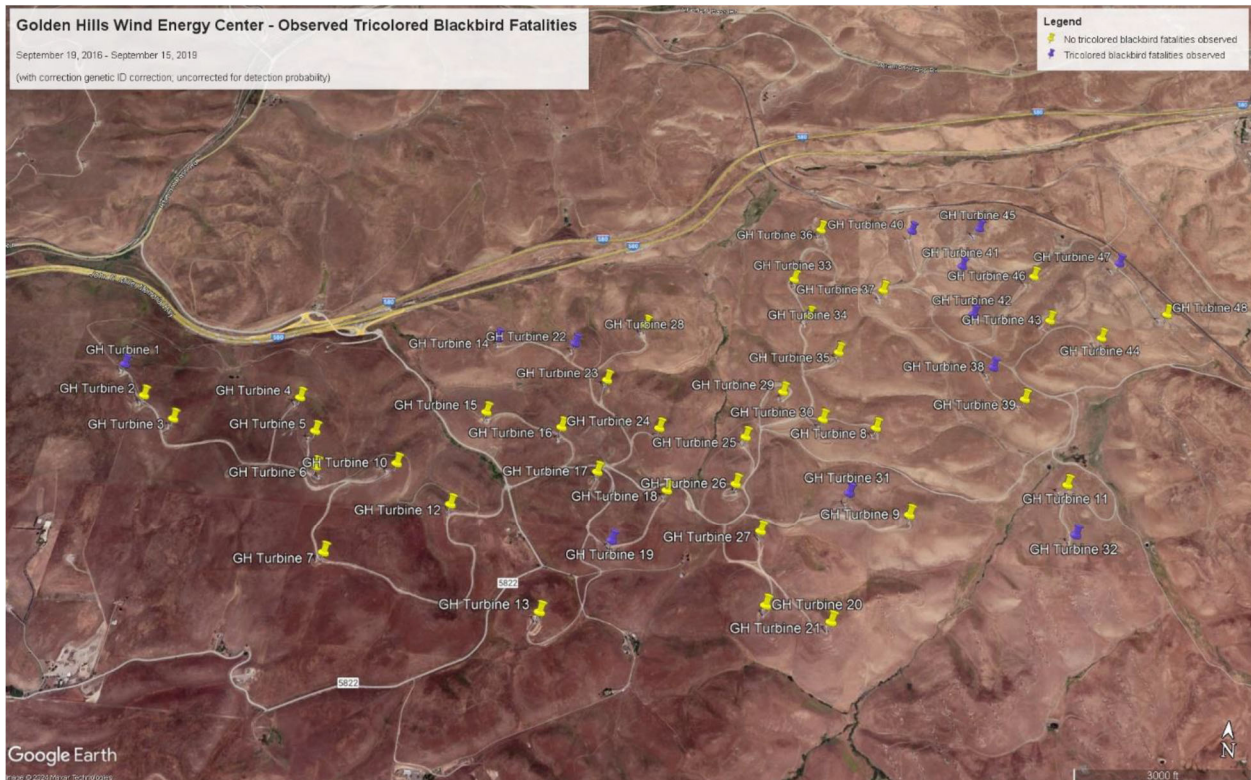 Golden Hills Wind Energy Center - Observed Tricolored Blackbird Fatalities
September 19, 2016 - September 15, 2019
(with correction genetic ID correction; uncorrected for detection probability)
Legend
No tricolored blackbird fatalities observed
Tricolored blackbird fatalities observed
580
580
580
580
580
580
580
GH Turbine 45
GH Turbine 40
GH Turbine 36
GH Turbine 41
GH Turbine 47
GH Turbine 33
GH Turbine 46
GH Turbine 37
GH Turbine 42
GH Tubine 48
GH Turbine 34
GH Turbine 43
GH Turbine 28
GH Turbine 22
GH Turbine 14
GH Turbine 1
GH Turbine 35
GH Turbine 44
GH Turbine 38
GH Turbine 23
GH Turbine 2
GH Turbine 4
GH Turbine 29
GH Turbine 15
GH Turbine 39
GH Turbine 30
GH Turbine 3
GH Turbine 5
GH Turbine 24
GH Turbine 16
GH Turbine 8
GH Turbine 25
GH Turbine 10
GH Turbine 6
GH Turbine 17
GH Turbine 31
GH Turbine 26
GH Turbine 11
GH Turbine 18
GH Turbine 12
GH Turbine 9
GH Turbine 27
GH Turbine 32
GH Turbine 19
GH Turbine 7
5822
GH Turbine 13
GH Turbine 20
GH Turbine 21
5822
Google Earth
N
3000 ft